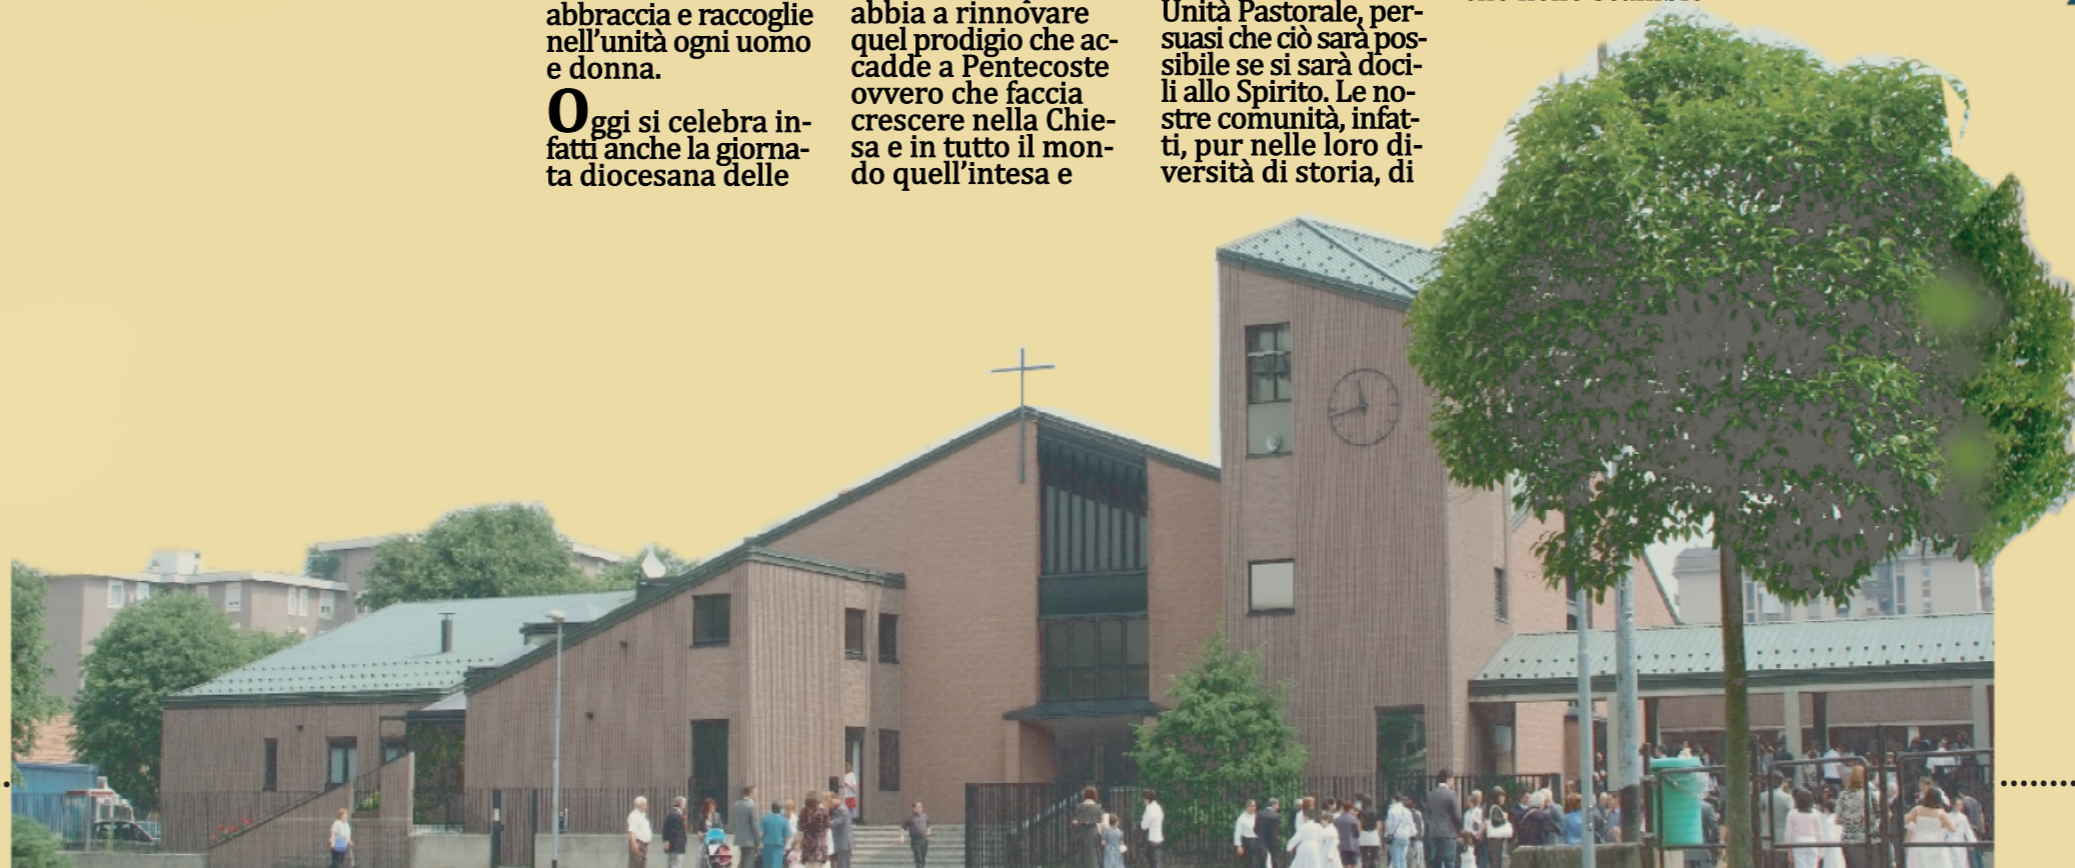 abbraccia e raccoglie
nell'unità ogni uomo
e donna.
Oggi si celebra in-
fatti anche la giorna-
ta diocesana delle
abbia a rinnovare
quel prodigio che ac-
cadde a Pentecoste
ovvero che faccia
crescere nella Chie-
sa e in tutto il mon-
do quell'intesa e
Unità Pastorale, per-
suasi che ciò sarà pos-
sibile se si sarà doci-
li allo Spirito. Le no-
stre comunità, infat-
ti, pur nelle loro di-
versità di storia, di